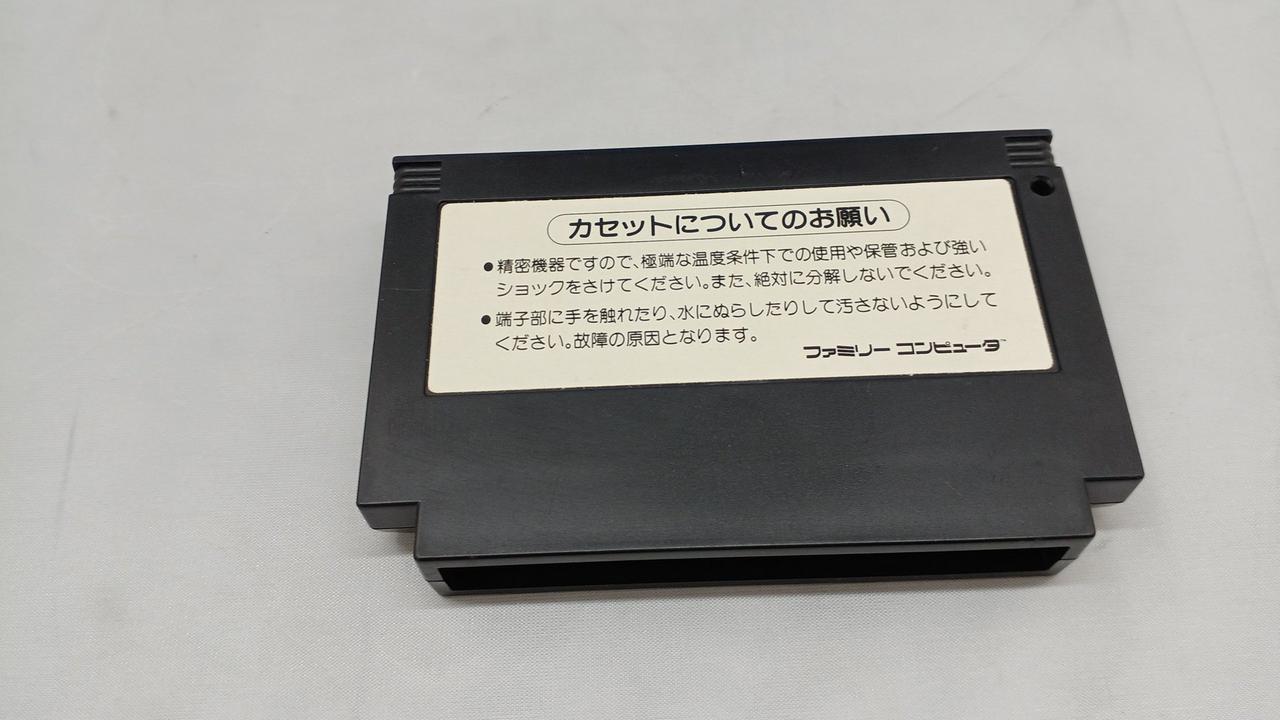 カセットについてのお願い
●精密機器ですので、極端な温度条件下での使用や保管および強い
ショックをさけてください。また、絶対に分解しないでください。
●端子部に手を触れたり、水にぬらしたりして汚さないようにして
ください。故障の原因となります。
ファミリー コンピュータ™